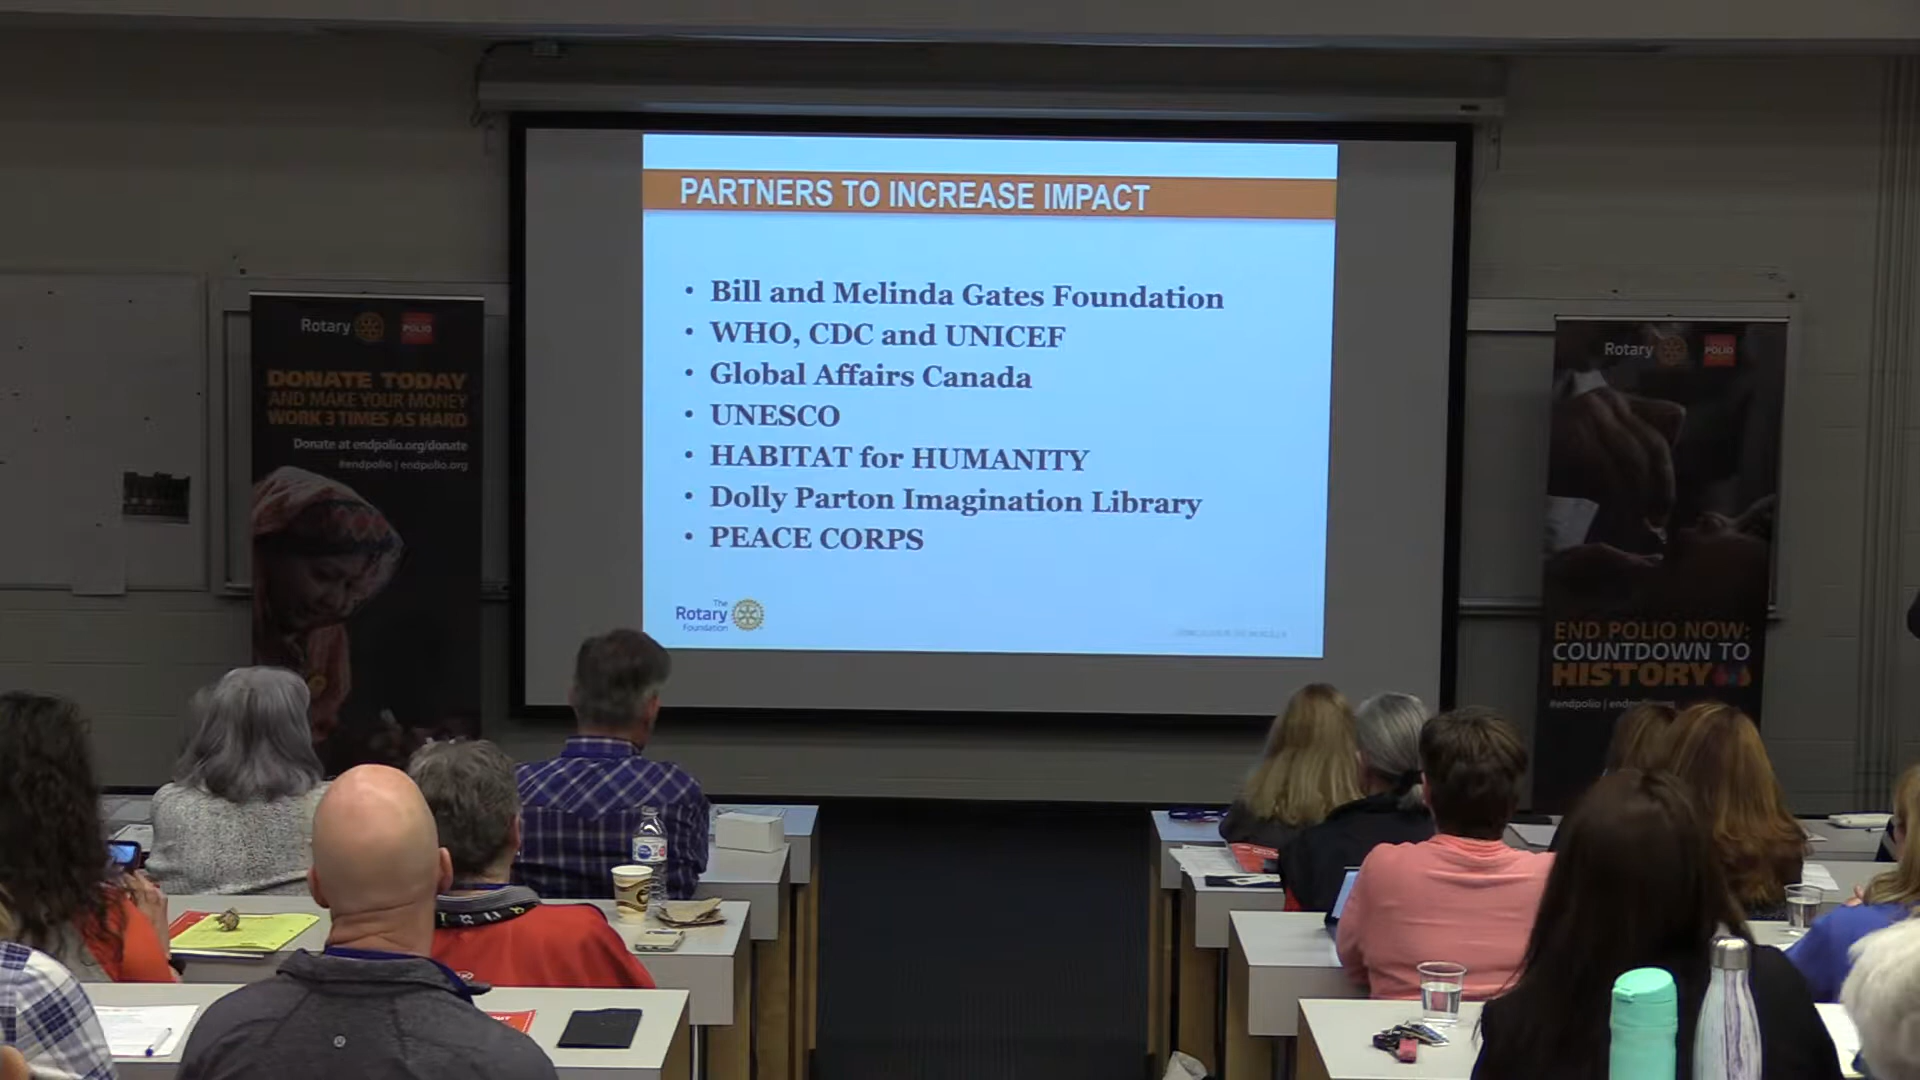 PARTNERS TO INCREASE IMPACT
• Bill and Melinda Gates Foundation
• WHO, CDC and UNICEF
• Global Affairs Canada
• UNESCO
• HABITAT for HUMANITY
• Dolly Parton Imagination Library
• PEACE CORPS
The
Rotary
Foundation
Rotary
POLIO
DONATE TODAY
AND MAKE YOUR MONEY
WORK 3 TIMES AS HARD
Donate at endpolio.org/donate
#endpolio | endpolio.org
Rotary
POLIO
END POLIO NOW:
COUNTDOWN TO
HISTORY
#endpolio |